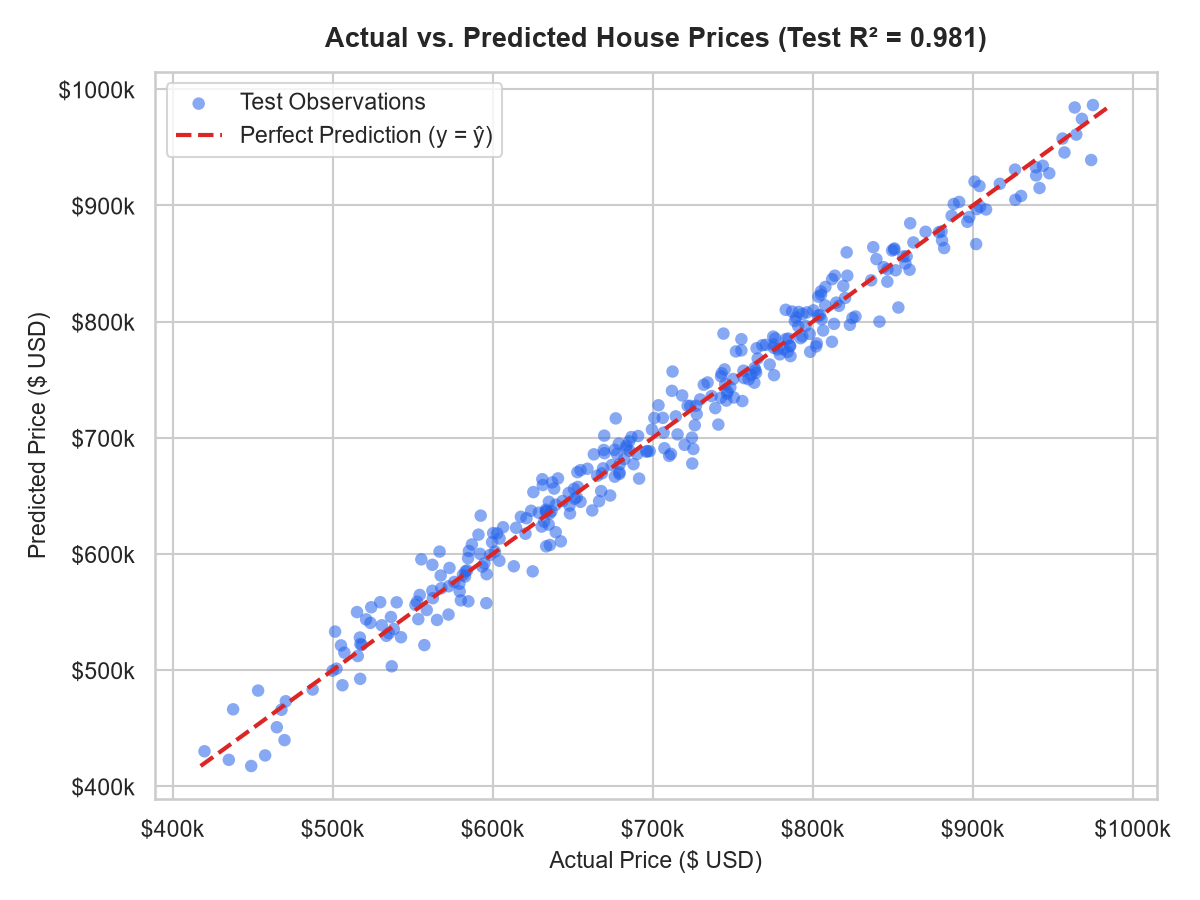 Actual vs. Predicted House Prices (Test R² = 0.981)
Test Observations
Perfect Prediction (y = ŷ)
$1000k
$900k
$800k
$700k
$600k
$500k
$400k
Predicted Price ($ USD)
$400k $500k $600k $700k $800k $900k $1000k
Actual Price ($ USD)